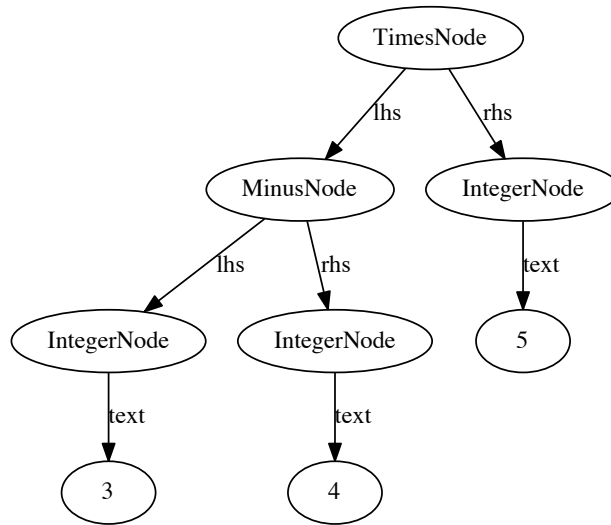 TimesNode
lhs
rhs
MinusNode
IntegerNode
lhs
rhs
text
IntegerNode
IntegerNode
5
text
text
3
4